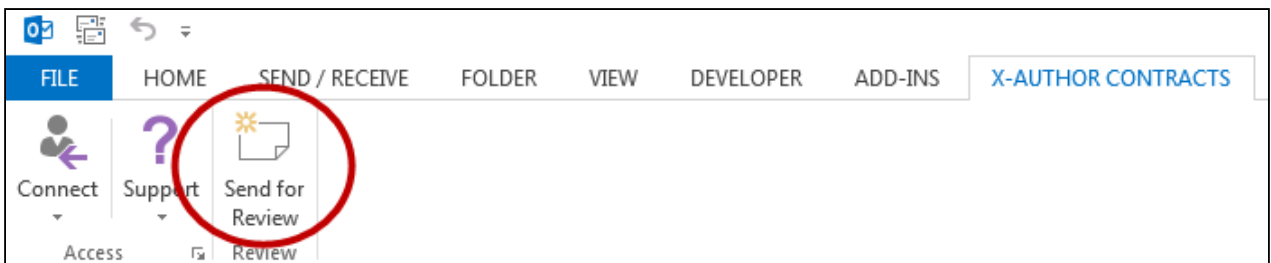 FILE HOME SEND / RECEIVE FOLDER VIEW DEVELOPER ADD-INS X-AUTHOR CONTRACTS
Connect Support Send for
Review
Access Review